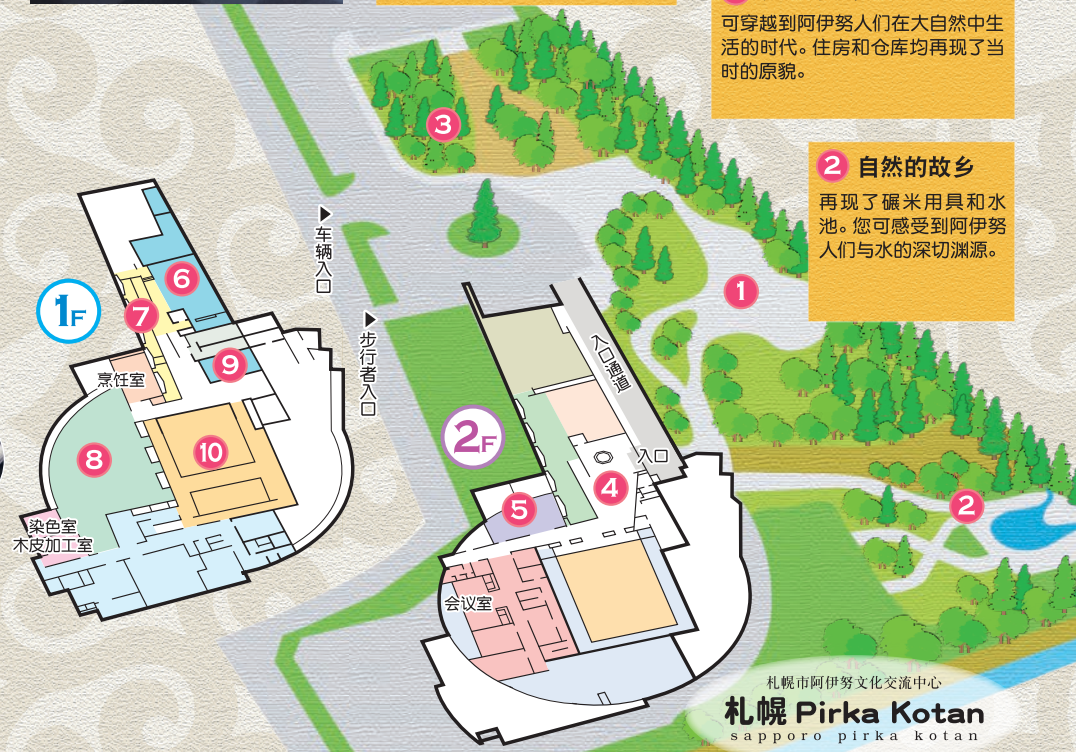 可穿越到阿伊努人们在大自然中生
活的时代。住房和仓库均再现了当
时的原貌。
2 自然的故乡
再现了碾米用具和水
池。您可感受到阿伊努
人们与水的深切渊源。
3
车辆入口
1
6
7
1F
步行者入口
入口通道
9
烹饪室
2F
8
10
入口
4
5
2
染色室
木皮加工室
会议室
札幌市阿伊努文化交流中心
札幌 Pirka Kotan
sapporo pirka kotan